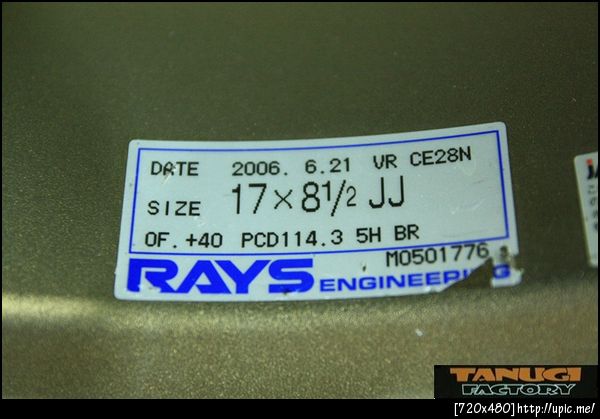 DATE 2006. 6.21 VR CE28N
SIZE 17×8½ JJ
OF.+40 PCD114.3 5H BR
M0501776
RAYS ENGINEERING
TANUGI
FACTORY
[720x480]http://upic.me/